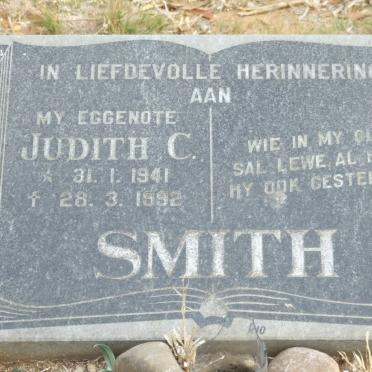 IN LIEFDEVOLLE HERINNERING
AAN
MY EGGENOTE
JUDITH C.
☆ 31.1.1941
† 28.3.1992
WIE IN MY
SAL LEWE, AL
HY OOK
SMITH